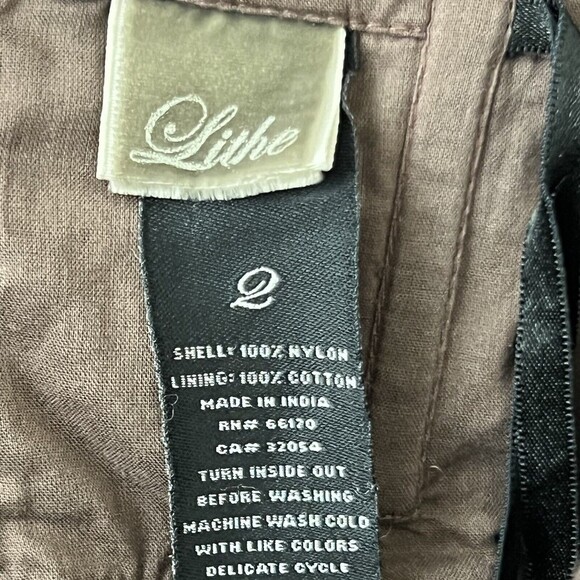 Lithe
2
SHELL: 100% NYLON
LINING: 100% COTTON
MADE IN INDIA
RN# 66170
CA# 32054
TURN INSIDE OUT
BEFORE WASHING
MACHINE WASH COLD
WITH LIKE COLORS
DELICATE CYCLE